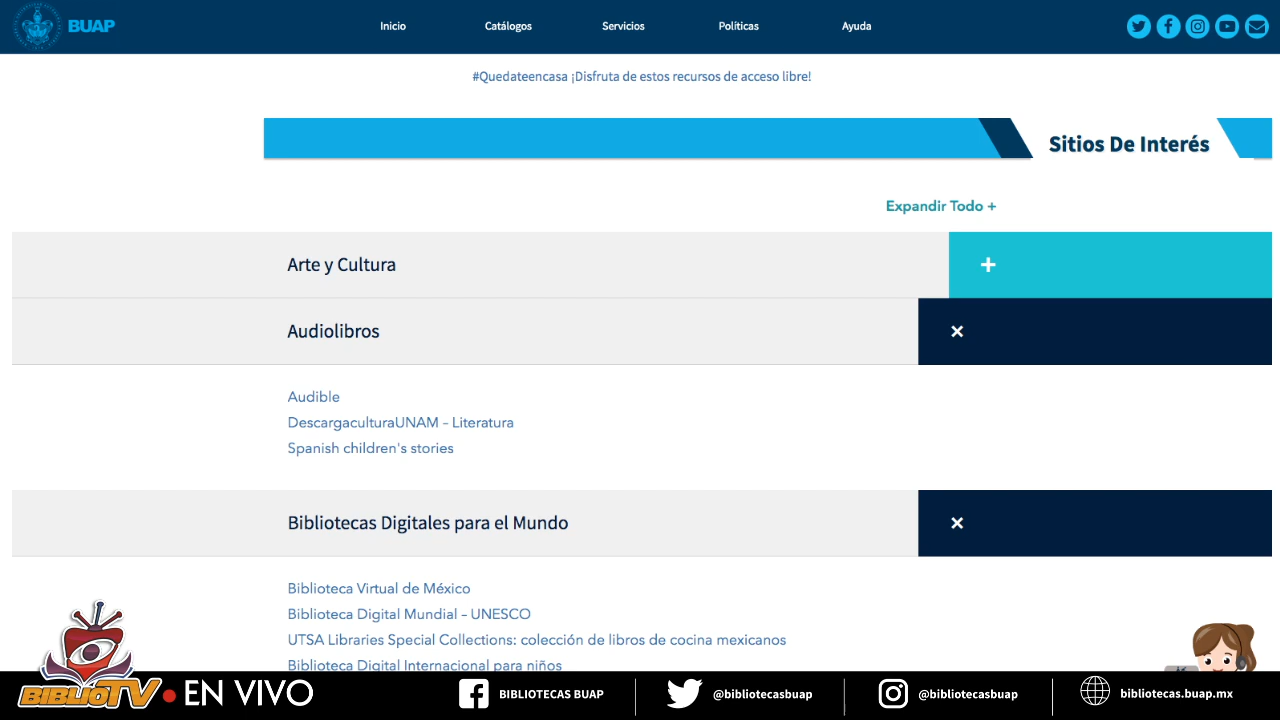 BUAP
Inicio
Catálogos
Servicios
Políticas
Ayuda
#Quedateencasa ¡Disfruta de estos recursos de acceso libre!
Sitios De Interés
Expandir Todo +
Arte y Cultura
Audiolibros
Audible
DescargaculturaUNAM – Literatura
Spanish children's stories
Bibliotecas Digitales para el Mundo
Biblioteca Virtual de México
Biblioteca Digital Mundial – UNESCO
UTSA Libraries Special Collections: colección de libros de cocina mexicanos
Biblioteca Digital Internacional para niños
BIBLIOTV
EN VIVO
BIBLIOTECAS BUAP
@bibliotecasbuap
@bibliotecasbuap
bibliotecas.buap.mx